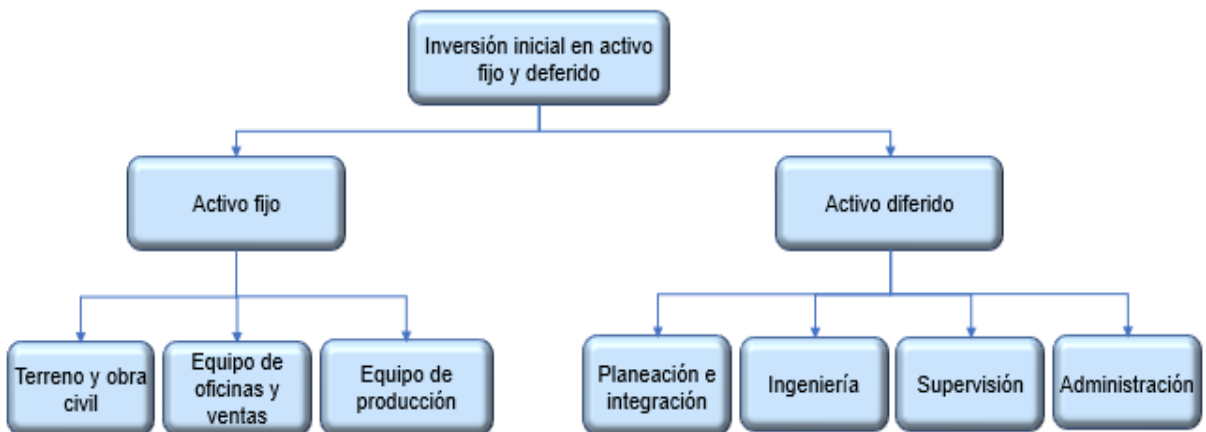 Inversión inicial en activo
fijo y deferido
Activo fijo
Activo diferido
Terreno y obra
civil
Equipo de
oficinas y
ventas
Equipo de
producción
Planeación e
integración
Ingeniería
Supervisión
Administración